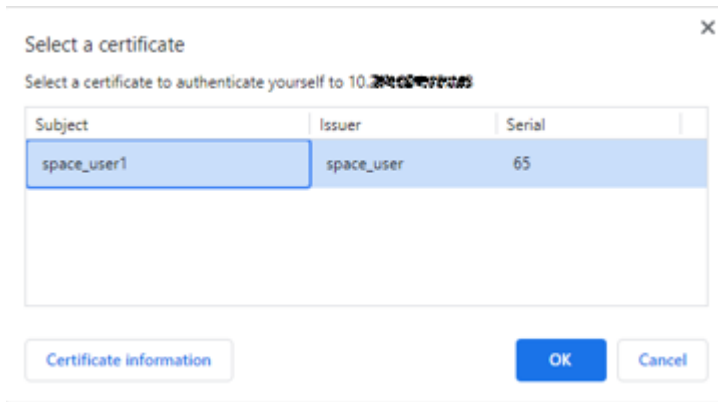 Select a certificate
Select a certificate to authenticate yourself to 10.
Subject Issuer Serial
space_user1 space_user 65
Certificate information OK Cancel